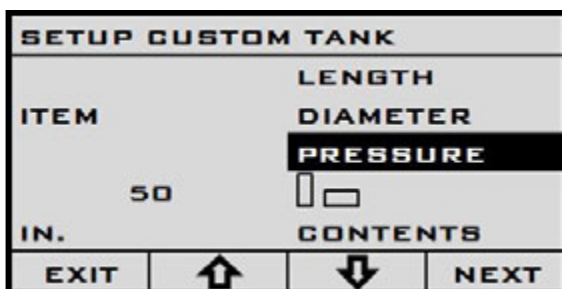 SETUP CUSTOM TANK
LENGTH
ITEM DIAMETER
PRESSURE
50
IN. CONTENTS
EXIT NEXT